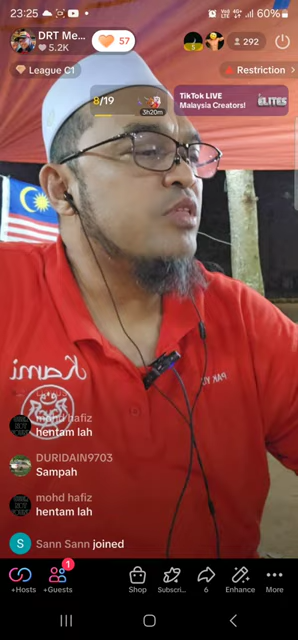 23:25
60%
DRT Me...
5.2K
57
292
League C1
Restriction >
8/19
3h20m
TikTok LIVE
Malaysia Creators!
ELITES
Kami
PAK
mohd hafiz
hentam lah
DURIDAIN9703
Sampah
mohd hafiz
hentam lah
S
Sann Sann joined
1
+Hosts
+Guests
Shop
Subscri...
6
Enhance
More